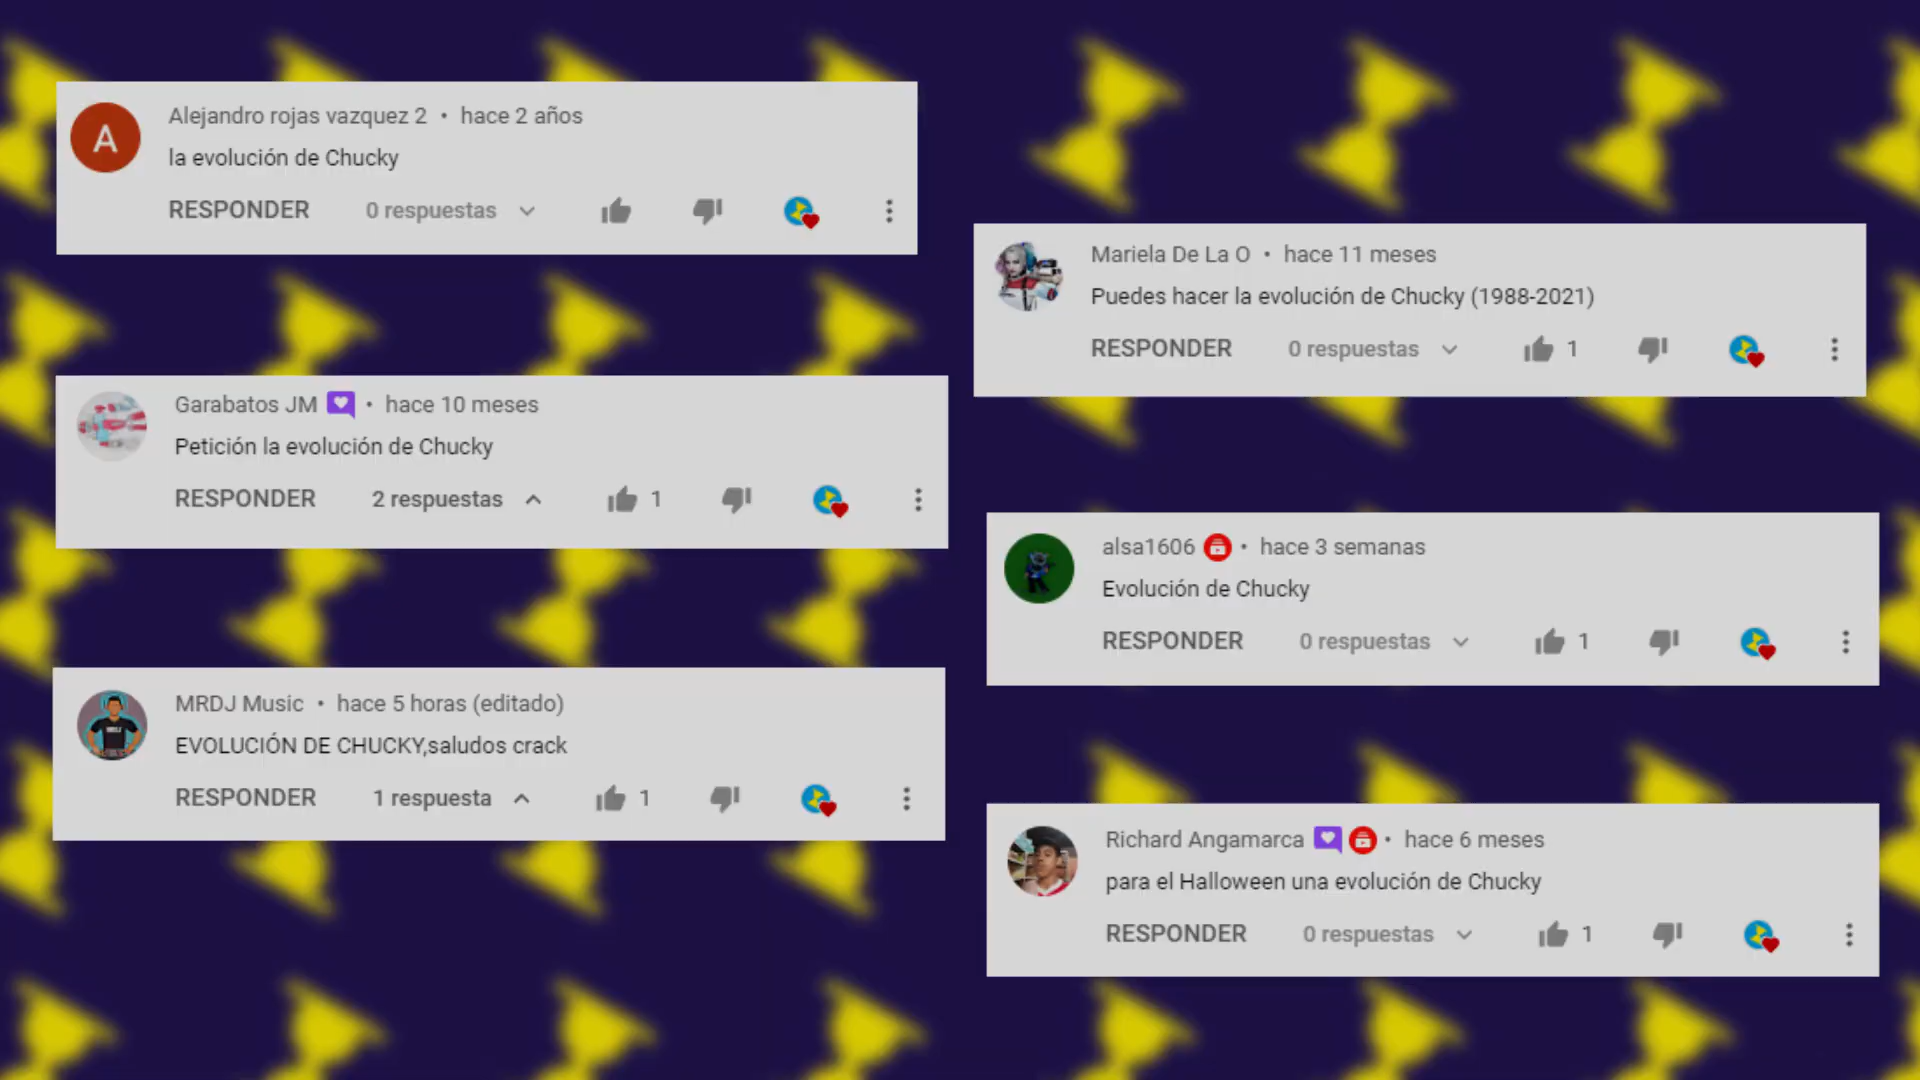 A
Alejandro rojas vazquez 2 • hace 2 años
la evolución de Chucky
RESPONDER 0 respuestas
Garabatos JM • hace 10 meses
Petición la evolución de Chucky
RESPONDER 2 respuestas 1
MRDJ Music • hace 5 horas (editado)
EVOLUCIÓN DE CHUCKY,saludos crack
RESPONDER 1 respuesta 1
Mariela De La O • hace 11 meses
Puedes hacer la evolución de Chucky (1988-2021)
RESPONDER 0 respuestas 1
alsa1606 • hace 3 semanas
Evolución de Chucky
RESPONDER 0 respuestas 1
Richard Angamarca • hace 6 meses
para el Halloween una evolución de Chucky
RESPONDER 0 respuestas 1